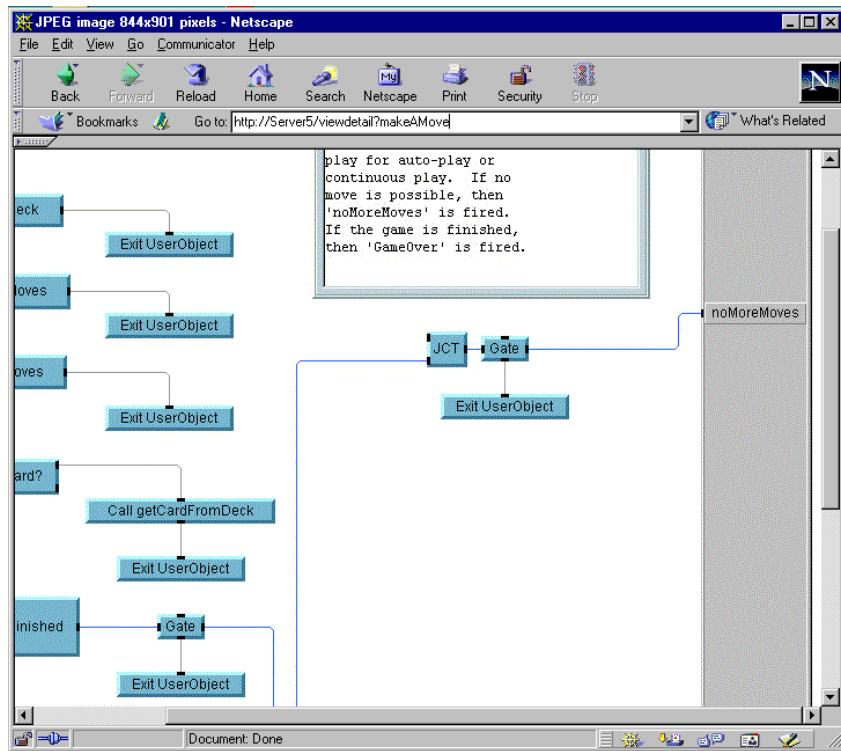 JPEG image 844x901 pixels - Netscape
File Edit View Go Communicator Help
Back Forward Reload Home Search Netscape Print Security Stop
My
N
Bookmarks Go to: http://Server5/viewdetail?makeAMove What's Related
play for auto-play or
continuous play. If no
move is possible, then
'noMoreMoves' is fired.
If the game is finished,
then 'GameOver' is fired.
eck
Exit UserObject
loves
Exit UserObject
noMoreMoves
JCT Gate
oves
Exit UserObject
Exit UserObject
ard?
Call getCardFromDeck
Exit UserObject
inished Gate
Exit UserObject
Document: Done